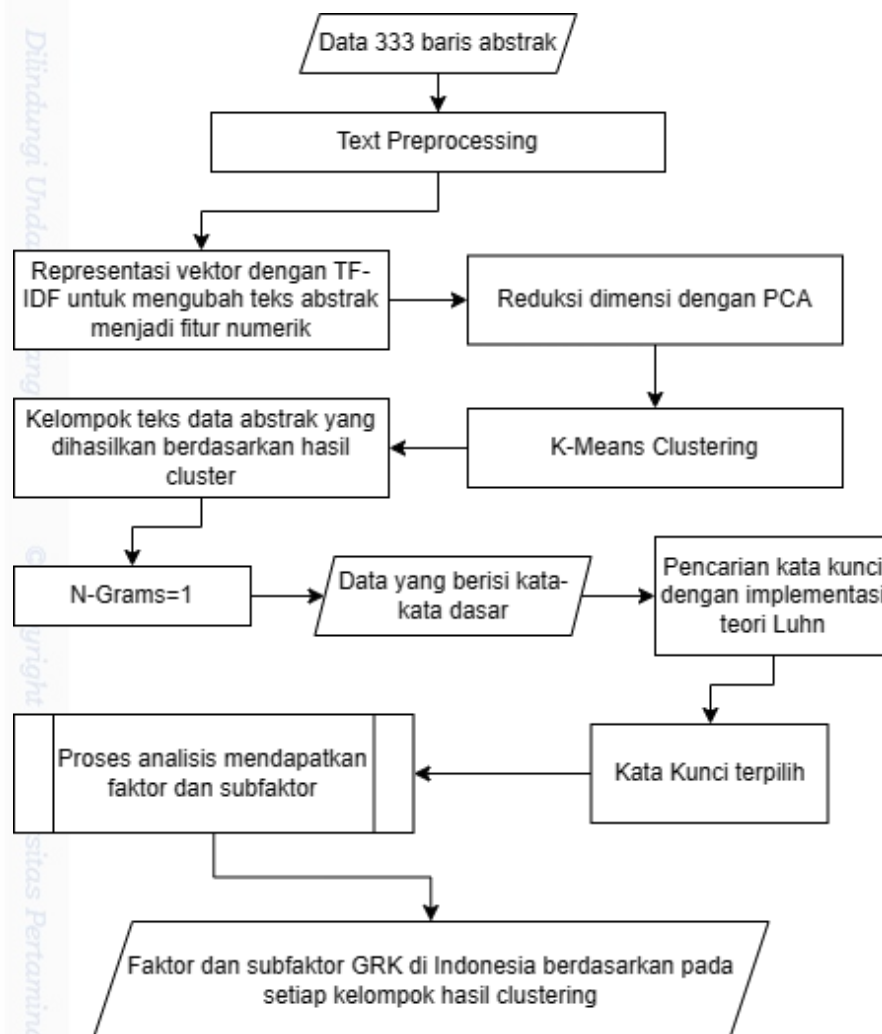 Data 333 baris abstrak
Text Preprocessing
Representasi vektor dengan TF-
IDF untuk mengubah teks abstrak
menjadi fitur numerik
Reduksi dimensi dengan PCA
Kelompok teks data abstrak yang
dihasilkan berdasarkan hasil
cluster
K-Means Clustering
N-Grams=1
Data yang berisi kata-
kata dasar
Pencarian kata kunci
dengan implementasi
teori Luhn
Kata Kunci terpilih
Proses analisis mendapatkan
faktor dan subfaktor
Faktor dan subfaktor GRK di Indonesia berdasarkan pada
setiap kelompok hasil clustering
Dilindungi
©
Pertamina